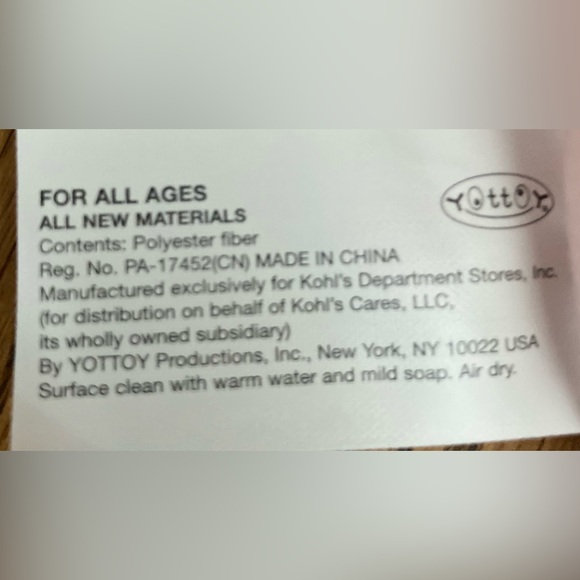 FOR ALL AGES
YOttOY
ALL NEW MATERIALS
Contents: Polyester fiber
Reg. No. PA-17452(CN) MADE IN CHINA
Manufactured exclusively for Kohl's Department Stores, Inc.
(for distribution on behalf of Kohl's Cares, LLC,
its wholly owned subsidiary)
By YOTTOY Productions, Inc., New York, NY 10022 USA
Surface clean with warm water and mild soap. Air dry.